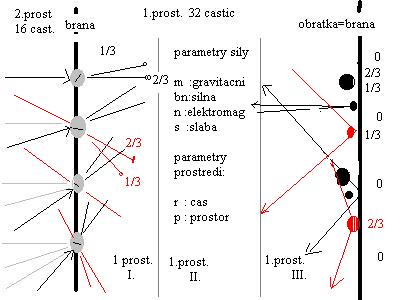 2.prost
16 cast.
brana
1.prost. 32 castic
obratka=brana
1/3
2/3
2/3
1/3
parametry sily
m :gravitacni
bn:silna
n :elektromag
s :slaba
parametry
prostredi:
r : cas
p : prostor
0
2/3
1/3
0
1/3
0
2/3
0
1 prost.
I.
1.prost.
II.
1.prost.
III.